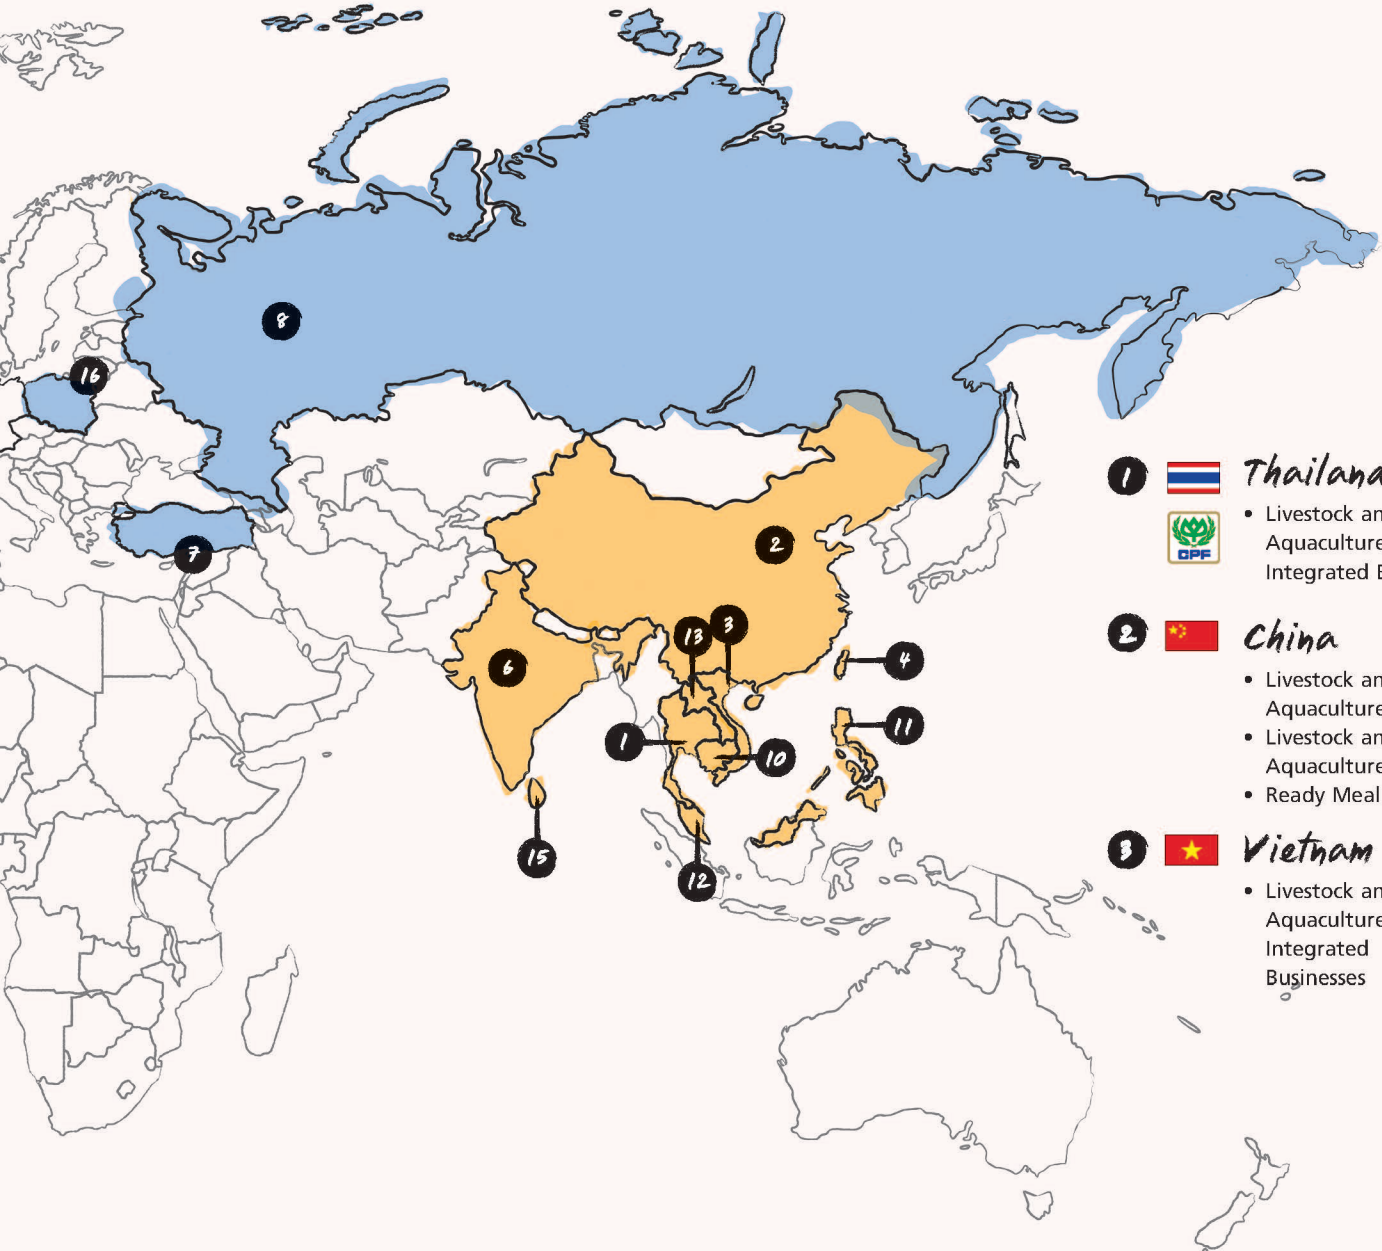 8
16
7
2
13
3
6
4
11
1
10
15
12
1
Thailand
CPF
• Livestock an
Aquaculture
Integrated B
2
China
• Livestock an
Aquaculture
• Livestock an
Aquaculture
• Ready Meal
3
Vietnam
• Livestock an
Aquaculture
Integrated
Businesses